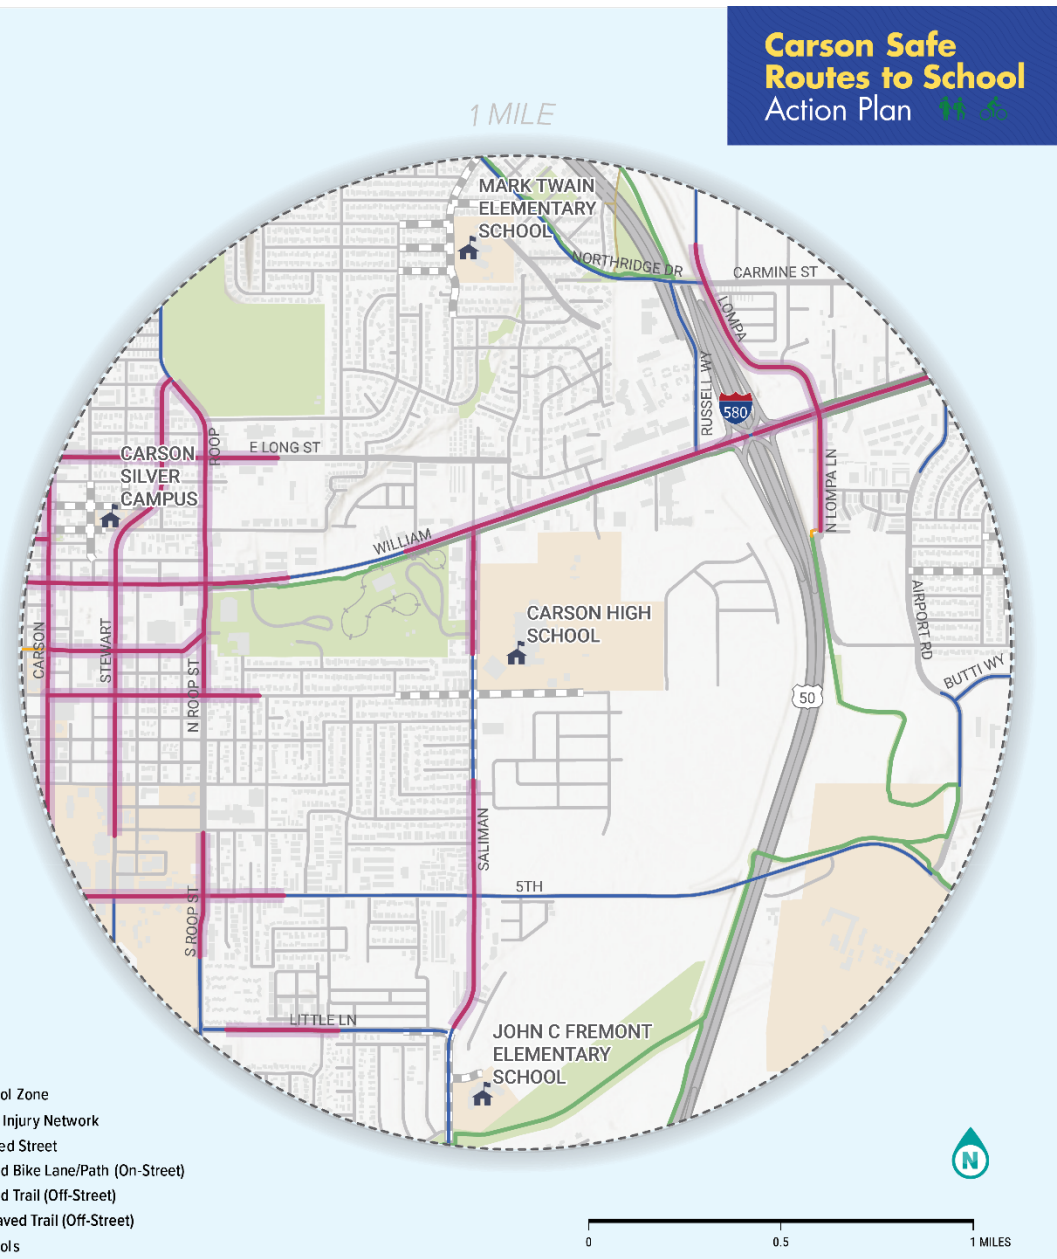 Carson Safe
Routes to School
Action Plan
1 MILE
MARK TWAIN
ELEMENTARY
SCHOOL
NORTHRIDGE DR
CARMINE ST
LOMPA
RUSSELL WY
580
ROOP
E LONG ST
CARSON
SILVER
CAMPUS
N LOMPA LN
WILLIAM
CARSON HIGH
SCHOOL
CARSON
STEWART
N ROOP ST
AIRPORT RD
BUTTI WY
50
SALIMAN
5TH
S ROOP ST
LITTLE LN
JOHN C FREMONT
ELEMENTARY
SCHOOL
ol Zone
Injury Network
ed Street
d Bike Lane/Path (On-Street)
d Trail (Off-Street)
aved Trail (Off-Street)
ols
N
0 0.5 1 MILES